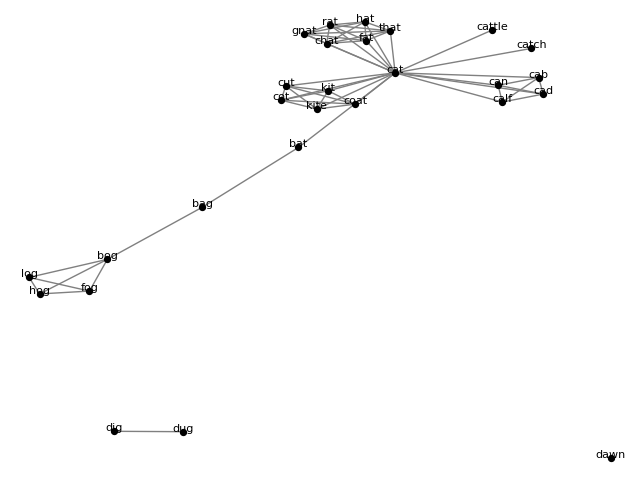 hat
rat
that
cattle
gnat
chat
fat
catch
cat
cab
cut
kit
can
cad
cot
kite
coat
calf
bat
bag
bog
log
hog
fog
dig
dug
dawn